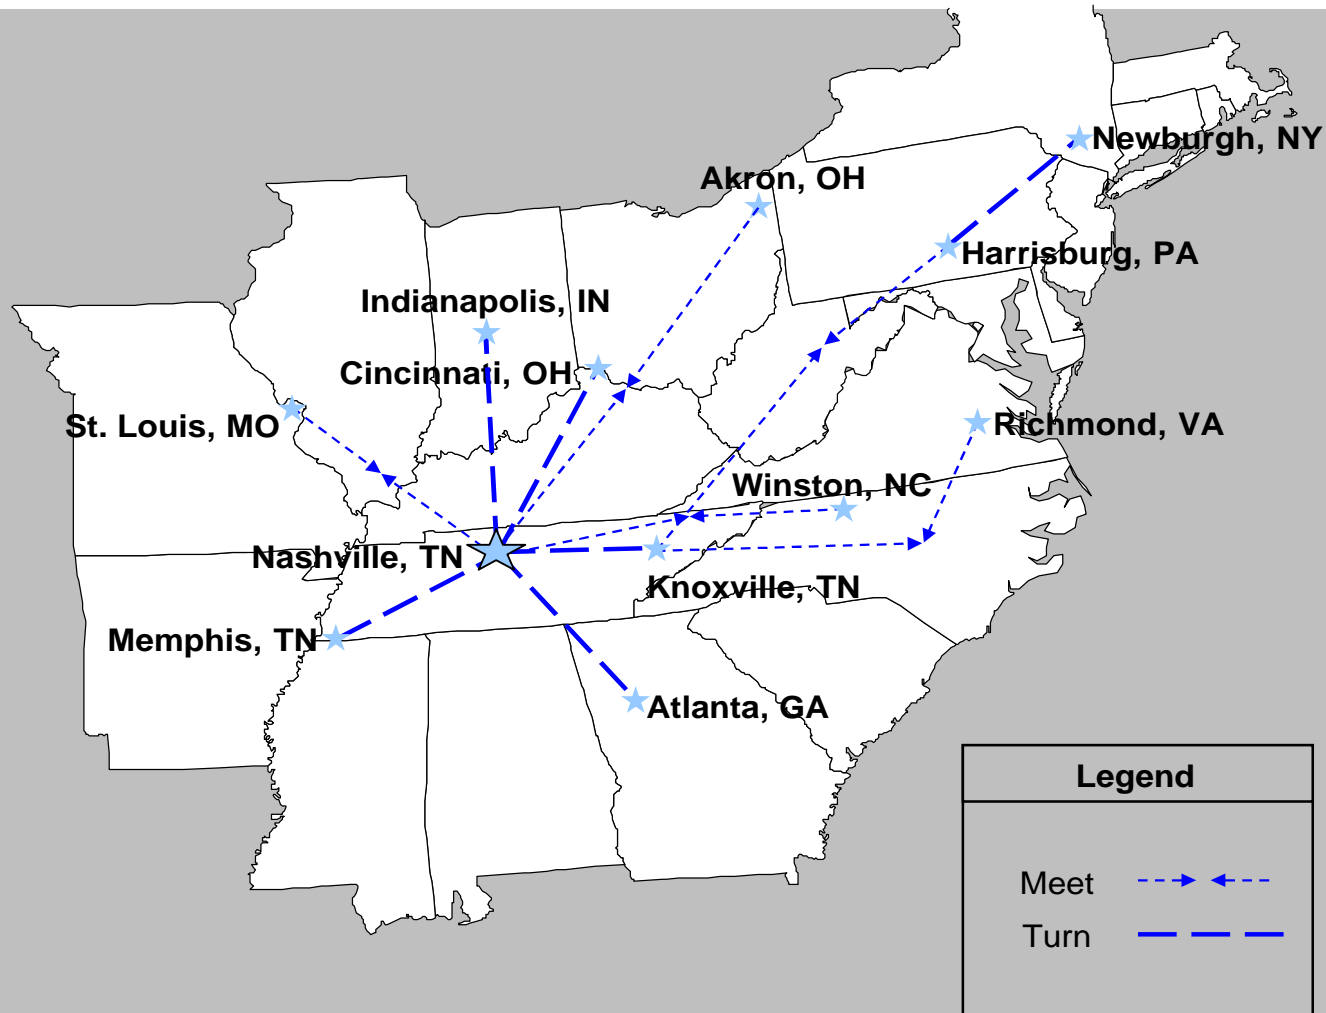 Newburgh, NY
Akron, OH
Harrisburg, PA
Indianapolis, IN
Cincinnati, OH
St. Louis, MO
Richmond, VA
Winston, NC
Nashville, TN
Knoxville, TN
Memphis, TN
Atlanta, GA
Legend
Meet
Turn